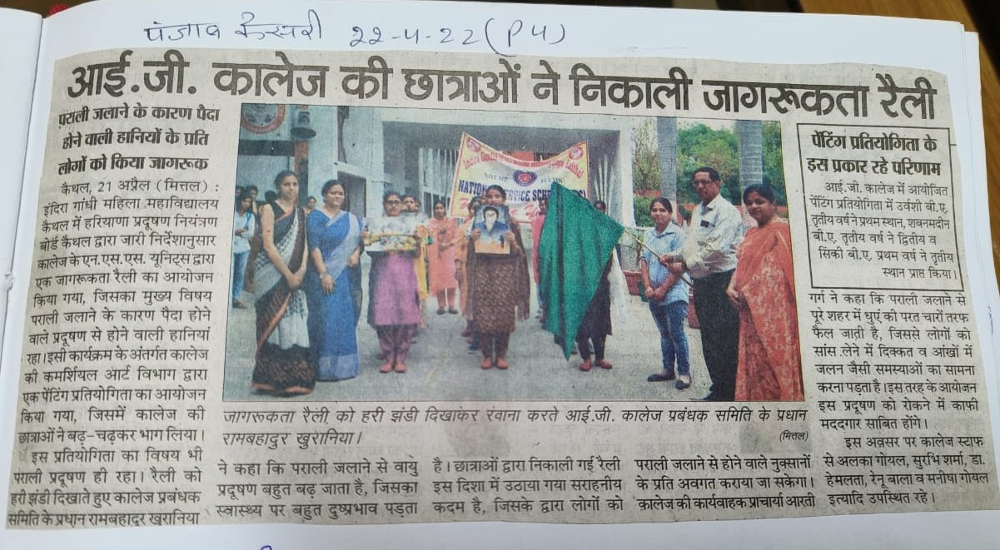 पंजाब केसरी 22-4-22 (P4)
आई.जी. कालेज की छात्राओं ने निकाली जागरूकता रैली
पराली जलाने के कारण पैदा
होने वाली हानियों के प्रति
लोगों को किया जागरूक
कैथल, 21 अप्रैल (मित्तल) :
इंदिरा गांधी महिला महाविद्यालय
कैथल में हरियाणा प्रदूषण नियंत्रण
बोर्ड कैथल द्वारा जारी निर्देशानुसार
कालेज के एन.एस.एस. यूनिट्स द्वारा
एक जागरूकता रैली का आयोजन
किया गया, जिसका मुख्य विषय
पराली जलाने के कारण पैदा होने
वाले प्रदूषण से होने वाली हानियां
रहा। इसी कार्यक्रम के अंतर्गत कालेज
की कमर्शियल आर्ट विभाग द्वारा
एक पेंटिंग प्रतियोगिता का आयोजन
किया गया, जिसमें कालेज की
छात्राओं ने बढ़-चढ़कर भाग लिया।
इस प्रतियोगिता का विषय भी
पराली प्रदूषण ही रहा। रैली को
हरी झंडी दिखाते हुए कालेज प्रबंधक
समिति के प्रधान रामबहादुर खुरानिया
NATIONAL SERVICE SCHEME
जागरूकता रैली को हरी झंडी दिखाकर रवाना करते आई.जी. कालेज प्रबंधक समिति के प्रधान
रामबहादुर खुरानिया।
(मित्तल)
ने कहा कि पराली जलाने से वायु
प्रदूषण बहुत बढ़ जाता है, जिसका
स्वास्थ्य पर बहुत दुष्प्रभाव पड़ता
है। छात्राओं द्वारा निकाली गई रैली
इस दिशा में उठाया गया सराहनीय
कदम है, जिसके द्वारा लोगों को
पराली जलाने से होने वाले नुक्सानों
के प्रति अवगत कराया जा सकेगा।
कालेज की कार्यवाहक प्राचार्या आरती
पेंटिंग प्रतियोगिता के
इस प्रकार रहे परिणाम
आई.जी. कालेज में आयोजित
पेंटिंग प्रतियोगिता में उर्वशी बी.ए.
तृतीय वर्ष ने प्रथम स्थान, शबनमदीन
बी.ए. तृतीय वर्ष ने द्वितीय व
सिंकी बी.ए. प्रथम वर्ष ने तृतीय
स्थान प्राप्त किया।
गर्ग ने कहा कि पराली जलाने से
पूरे शहर में धुएं की परत चारों तरफ
फैल जाती है, जिससे लोगों को
सांस लेने में दिक्कत व आंखों में
जलन जैसी समस्याओं का सामना
करना पड़ता है। इस तरह के आयोजन
इस प्रदूषण को रोकने में काफी
मददगार साबित होंगे।
इस अवसर पर कालेज स्टाफ
से अलका गोयल, सुरभि शर्मा, डा.
हेमलता, रेनू बाला व मनीषा गोयल
इत्यादि उपस्थित रहे।